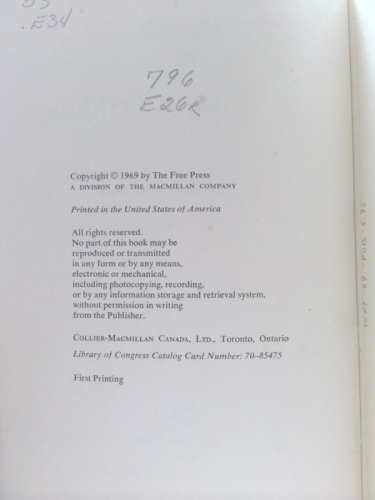 .E34
796
E26R
Copyright © 1969 by The Free Press
A DIVISION OF THE MACMILLAN COMPANY
Printed in the United States of America
All rights reserved.
No part of this book may be
reproduced or transmitted
in any form or by any means,
electronic or mechanical,
including photocopying, recording,
or by any information storage and retrieval system,
without permission in writing
from the Publisher.
COLLIER-MACMILLAN CANADA, LTD., Toronto, Ontario
Library of Congress Catalog Card Number: 70–85475
First Printing